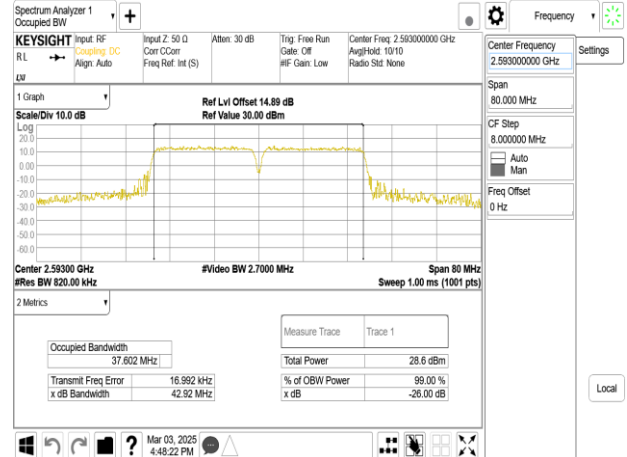 Spectrum Analyzer 1
Occupied BW
Frequency
KEYSIGHT
RL
LXI
Input: RF
Coupling: DC
Align: Auto
Input Z: 50 Ω
Corr CCorr
Freq Ref: Int (S)
Atten: 30 dB
Trig: Free Run
Gate: Off
#IF Gain: Low
Center Freq: 2.593000000 GHz
Avg|Hold: 10/10
Radio Std: None
Center Frequency
2.593000000 GHz
Settings
Span
80.000 MHz
CF Step
8.000000 MHz
Auto
Man
Freq Offset
0 Hz
Local
1 Graph
Scale/Div 10.0 dB
Ref Lvl Offset 14.89 dB
Ref Value 30.00 dBm
Log
20.0
10.0
0.00
-10.0
-20.0
-30.0
-40.0
-50.0
-60.0
Center 2.59300 GHz
#Video BW 2.7000 MHz
Span 80 MHz
#Res BW 820.00 kHz
Sweep 1.00 ms (1001 pts)
2 Metrics
Measure Trace Trace 1
Occupied Bandwidth
37.602 MHz
Total Power 28.6 dBm
Transmit Freq Error 16.992 kHz
% of OBW Power 99.00 %
x dB Bandwidth 42.92 MHz
x dB -26.00 dB
Mar 03, 2025
4:48:22 PM